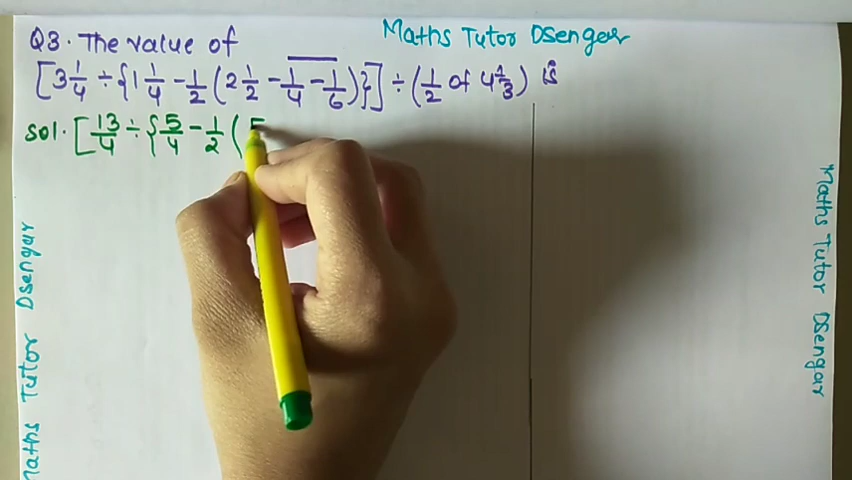 Maths Tutor Dsengar
Q3. The value of
[3 1/4 ÷ {1 1/4 - 1/2 (2 1/2 - \overline{1/4 - 1/6})}] ÷ (1/2 of 4 1/3) is
Sol. [13/4 ÷ {5/4 - 1/2 (5
Maths Tutor Dsengar
Maths Tutor Dsengar